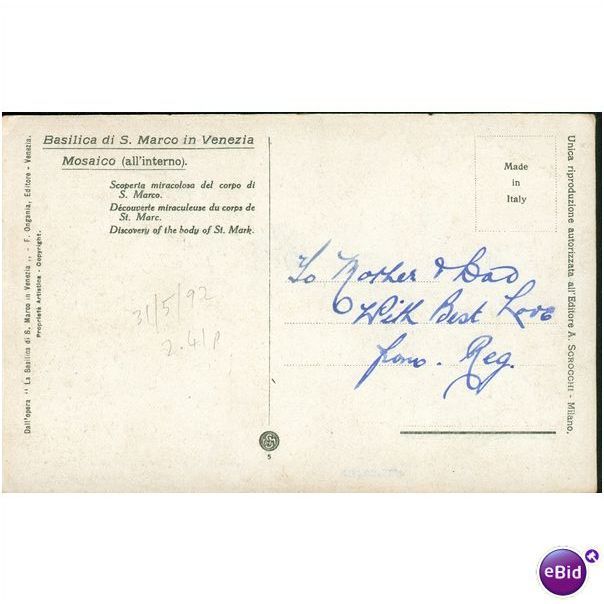 Basilica di S. Marco in Venezia
Mosaico (all'interno).
Scoperta miracolosa del corpo di
S. Marco.
Découverte miraculeuse du corps de
St. Marc.
Discovery of the body of St. Mark.
Dall'opera " La Basilica di S. Marco in Venezia „ - F. Ongania, Editore - Venezia.
Proprietà Artistica - Copyright.
31/5/92
2.41p
5
Made
in
Italy
To Mother & Dad
With Best Love
from. Reg.
Unica riproduzione autorizzata all'Editore A. SCROCCHI - Milano.
eBid